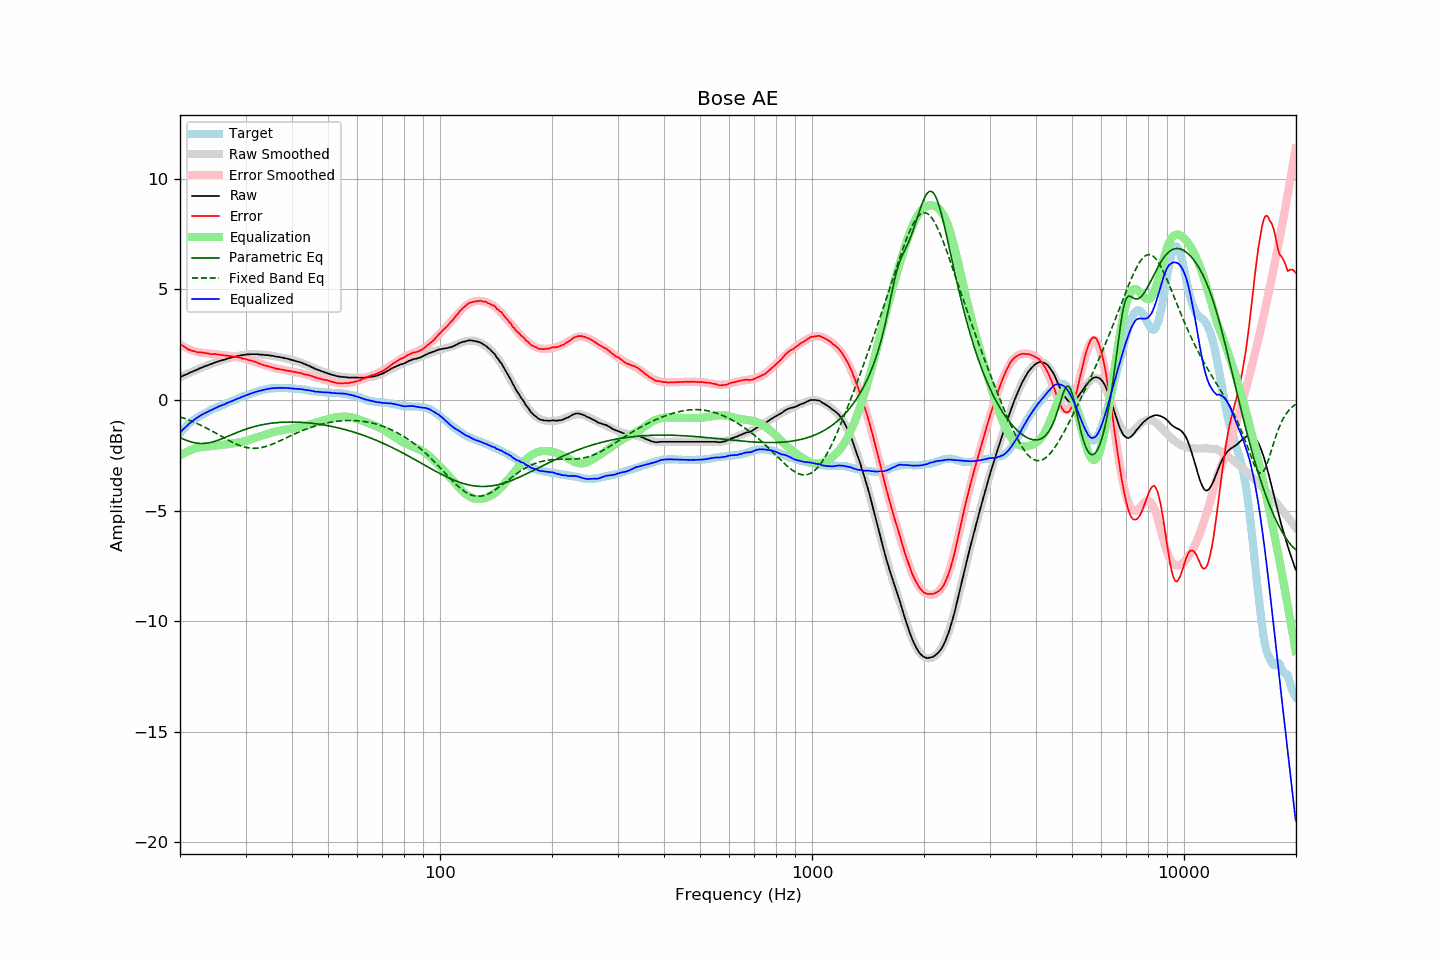 Bose AE
Target
Raw Smoothed
Error Smoothed
Raw
Error
Equalization
Parametric Eq
Fixed Band Eq
Equalized
Amplitude (dBr)
10
5
0
−5
−10
−15
−20
100
1000
10000
Frequency (Hz)